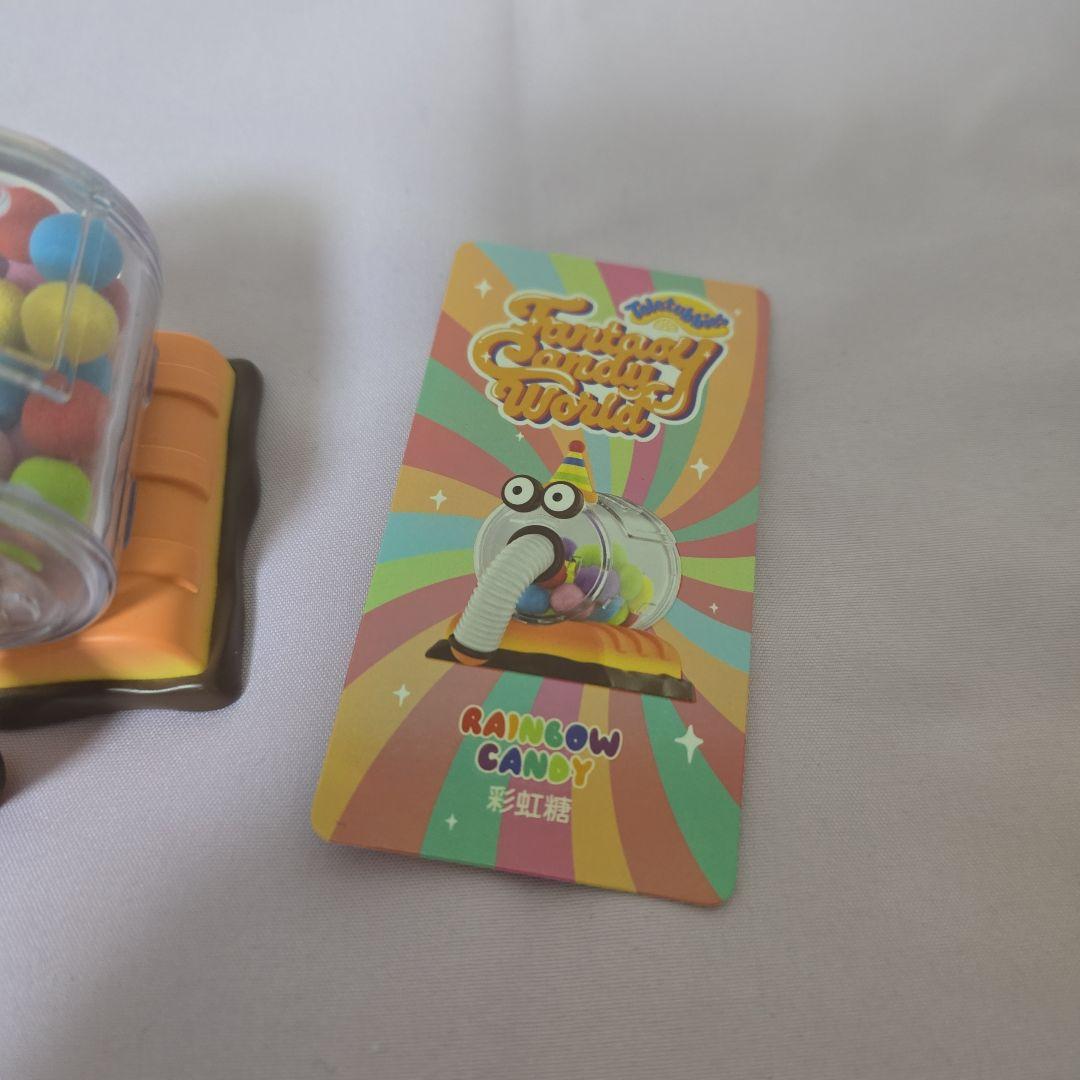 Teletubbies
Fantasy
Candy
World
RAINBOW
CANDY
彩虹糖